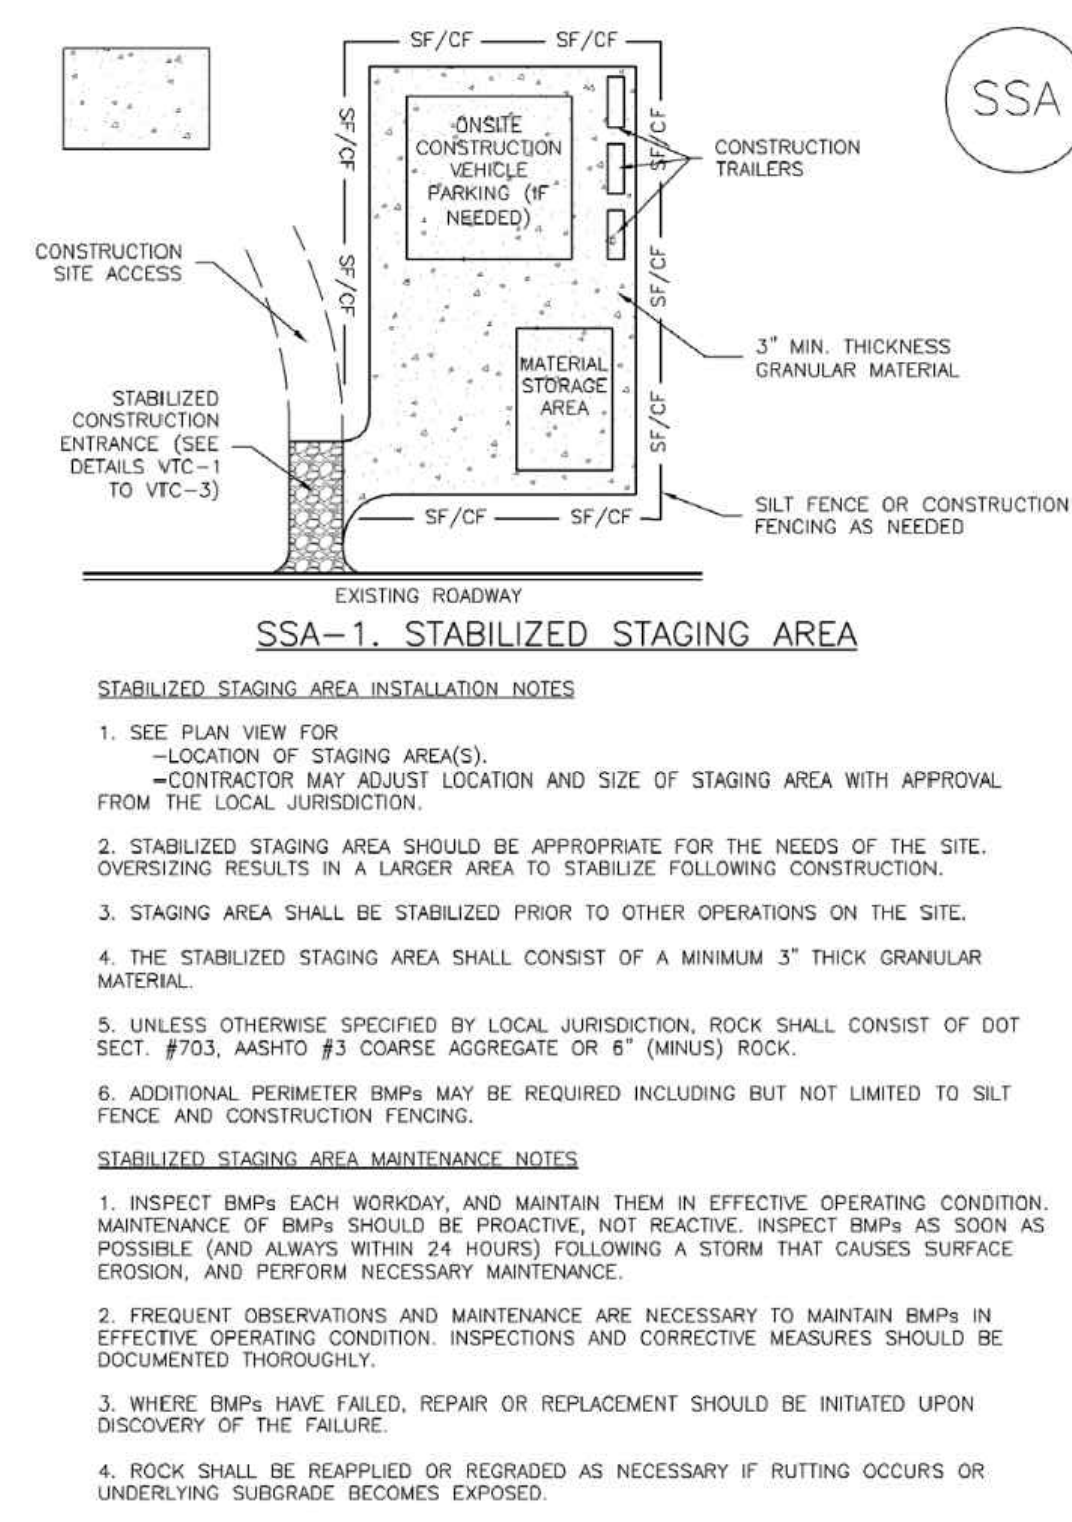 SF/CF SF/CF
SSA
SF/CF
SF/CF
ONSITE
CONSTRUCTION
VEHICLE
PARKING (IF
NEEDED)
CONSTRUCTION
TRAILERS
CONSTRUCTION
SITE ACCESS
SF/CF
SF/CF
3" MIN. THICKNESS
GRANULAR MATERIAL
MATERIAL
STORAGE
AREA
STABILIZED
CONSTRUCTION
ENTRANCE (SEE
DETAILS VTC-1
TO VTC-3)
SF/CF
SILT FENCE OR CONSTRUCTION
FENCING AS NEEDED
SF/CF SF/CF
EXISTING ROADWAY
SSA-1. STABILIZED STAGING AREA
STABILIZED STAGING AREA INSTALLATION NOTES
1. SEE PLAN VIEW FOR
-LOCATION OF STAGING AREA(S).
-CONTRACTOR MAY ADJUST LOCATION AND SIZE OF STAGING AREA WITH APPROVAL
FROM THE LOCAL JURISDICTION.
2. STABILIZED STAGING AREA SHOULD BE APPROPRIATE FOR THE NEEDS OF THE SITE.
OVERSIZING RESULTS IN A LARGER AREA TO STABILIZE FOLLOWING CONSTRUCTION.
3. STAGING AREA SHALL BE STABILIZED PRIOR TO OTHER OPERATIONS ON THE SITE.
4. THE STABILIZED STAGING AREA SHALL CONSIST OF A MINIMUM 3" THICK GRANULAR
MATERIAL.
5. UNLESS OTHERWISE SPECIFIED BY LOCAL JURISDICTION, ROCK SHALL CONSIST OF DOT
SECT. #703, AASHTO #3 COARSE AGGREGATE OR 6" (MINUS) ROCK.
6. ADDITIONAL PERIMETER BMPs MAY BE REQUIRED INCLUDING BUT NOT LIMITED TO SILT
FENCE AND CONSTRUCTION FENCING.
STABILIZED STAGING AREA MAINTENANCE NOTES
1. INSPECT BMPs EACH WORKDAY, AND MAINTAIN THEM IN EFFECTIVE OPERATING CONDITION.
MAINTENANCE OF BMPs SHOULD BE PROACTIVE, NOT REACTIVE. INSPECT BMPs AS SOON AS
POSSIBLE (AND ALWAYS WITHIN 24 HOURS) FOLLOWING A STORM THAT CAUSES SURFACE
EROSION, AND PERFORM NECESSARY MAINTENANCE.
2. FREQUENT OBSERVATIONS AND MAINTENANCE ARE NECESSARY TO MAINTAIN BMPs IN
EFFECTIVE OPERATING CONDITION. INSPECTIONS AND CORRECTIVE MEASURES SHOULD BE
DOCUMENTED THOROUGHLY.
3. WHERE BMPs HAVE FAILED, REPAIR OR REPLACEMENT SHOULD BE INITIATED UPON
DISCOVERY OF THE FAILURE.
4. ROCK SHALL BE REAPPLIED OR REGRADED AS NECESSARY IF RUTTING OCCURS OR
UNDERLYING SUBGRADE BECOMES EXPOSED.